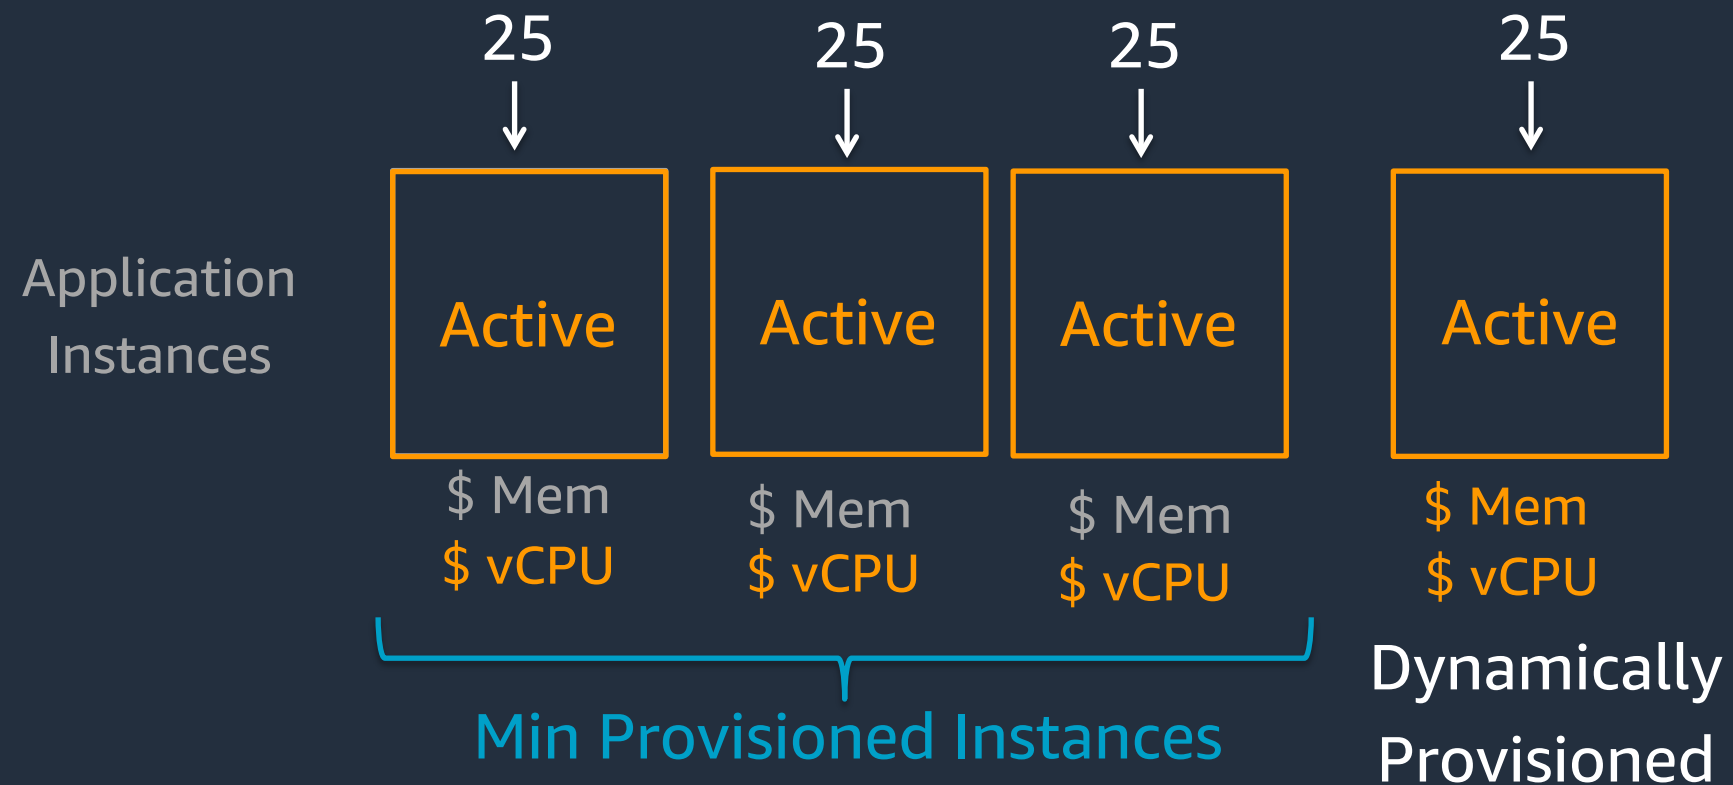 25
25
25
25
Application
Instances
Active
Active
Active
Active
$ Mem
$ vCPU
$ Mem
$ vCPU
$ Mem
$ vCPU
$ Mem
$ vCPU
Min Provisioned Instances
Dynamically
Provisioned